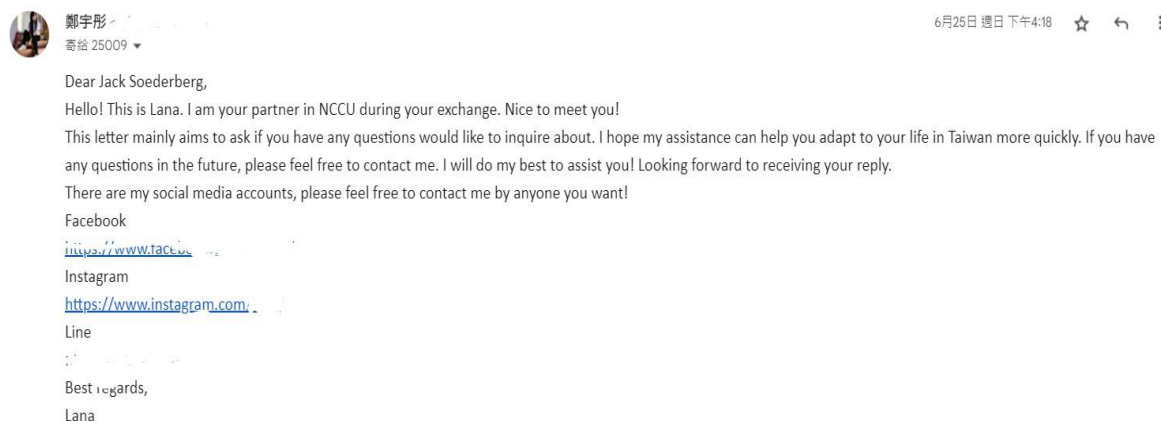 鄭宇彤
6月25日 週日 下午4:18
寄給 25009
Dear Jack Soederberg,
Hello! This is Lana. I am your partner in NCCU during your exchange. Nice to meet you!
This letter mainly aims to ask if you have any questions would like to inquire about. I hope my assistance can help you adapt to your life in Taiwan more quickly. If you have
any questions in the future, please feel free to contact me. I will do my best to assist you! Looking forward to receiving your reply.
There are my social media accounts, please feel free to contact me by anyone you want!
Facebook
Instagram
https://www.instagram.com
Line
Best regards,
Lana